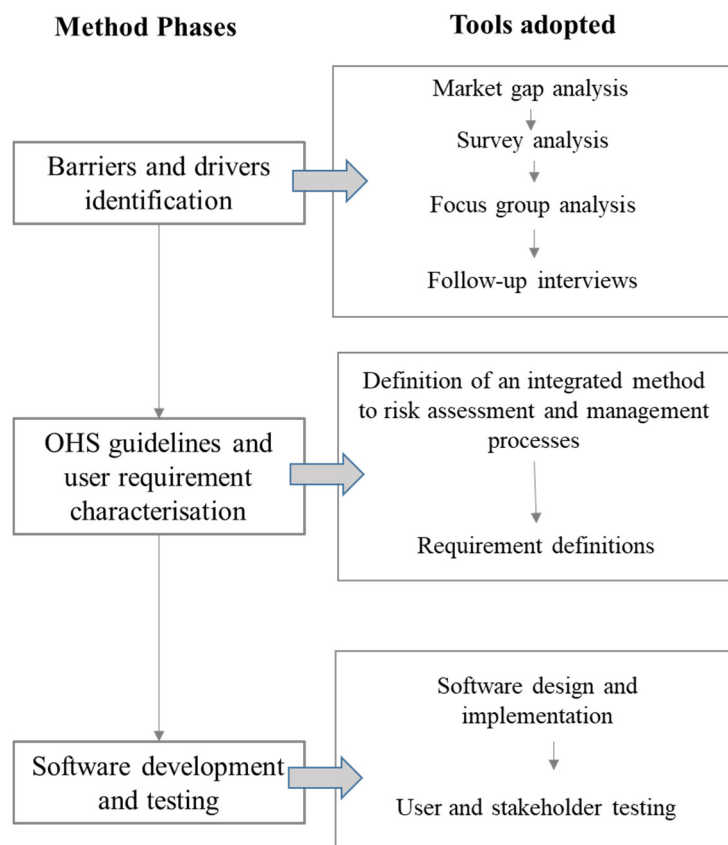 Method Phases
Tools adopted
Barriers and drivers
identification
Market gap analysis
Survey analysis
Focus group analysis
Follow-up interviews
OHS guidelines and
user requirement
characterisation
Definition of an integrated method
to risk assessment and management
processes
Requirement definitions
Software development
and testing
Software design and
implementation
User and stakeholder testing